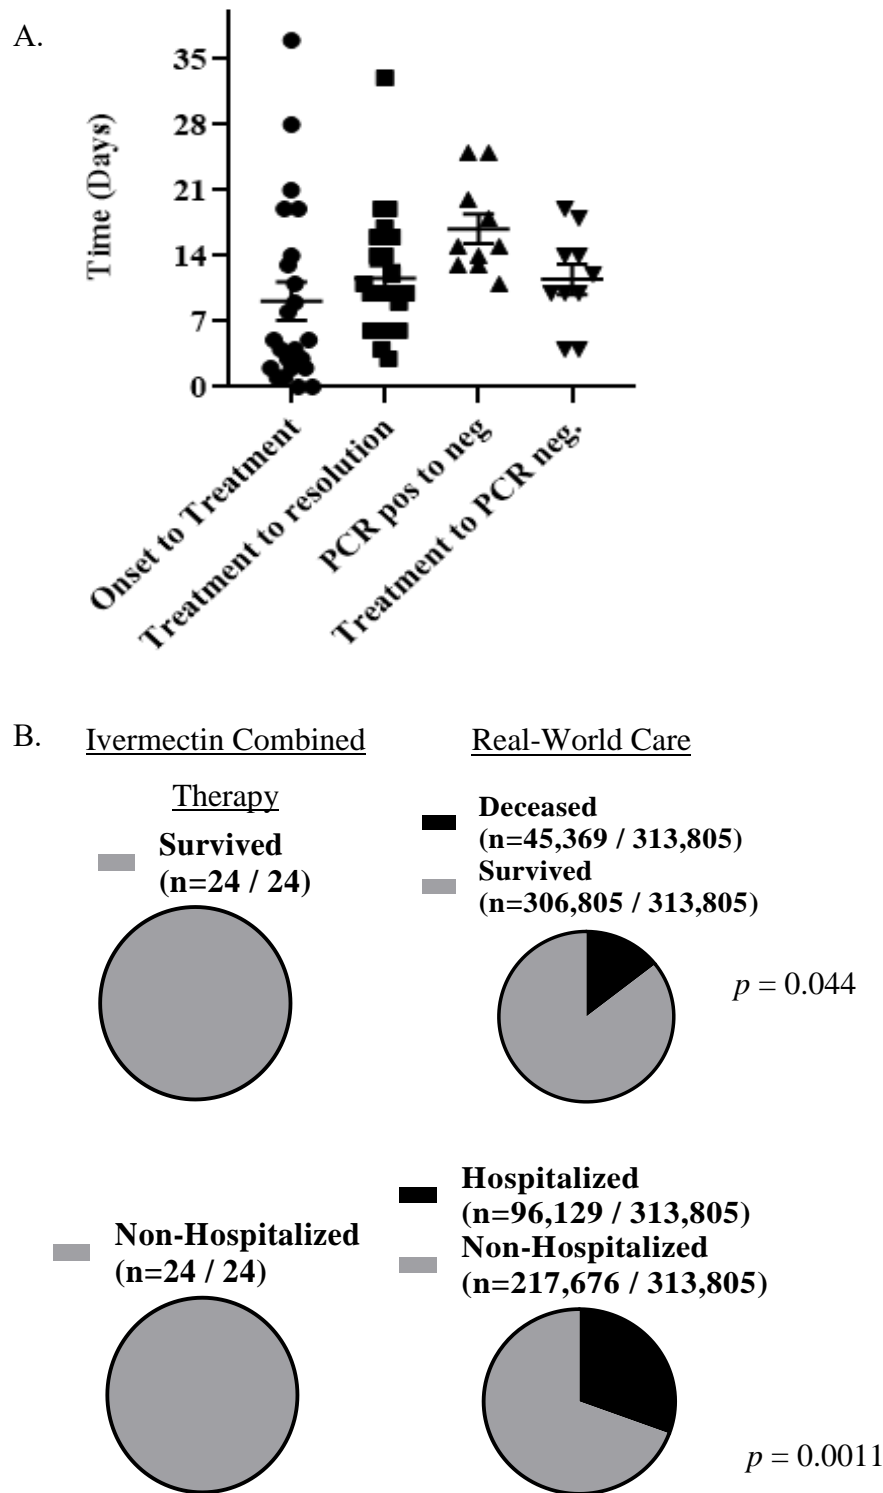 A.
Time (Days)
35
28
21
14
7
0
Onset to Treatment
Treatment to resolution
PCR pos to neg
Treatment to PCR neg.
B.
Ivermectin Combined
Therapy
Survived
(n=24 / 24)
Real-World Care
Deceased
(n=45,369 / 313,805)
Survived
(n=306,805 / 313,805)
p = 0.044
Non-Hospitalized
(n=24 / 24)
Hospitalized
(n=96,129 / 313,805)
Non-Hospitalized
(n=217,676 / 313,805)
p = 0.0011